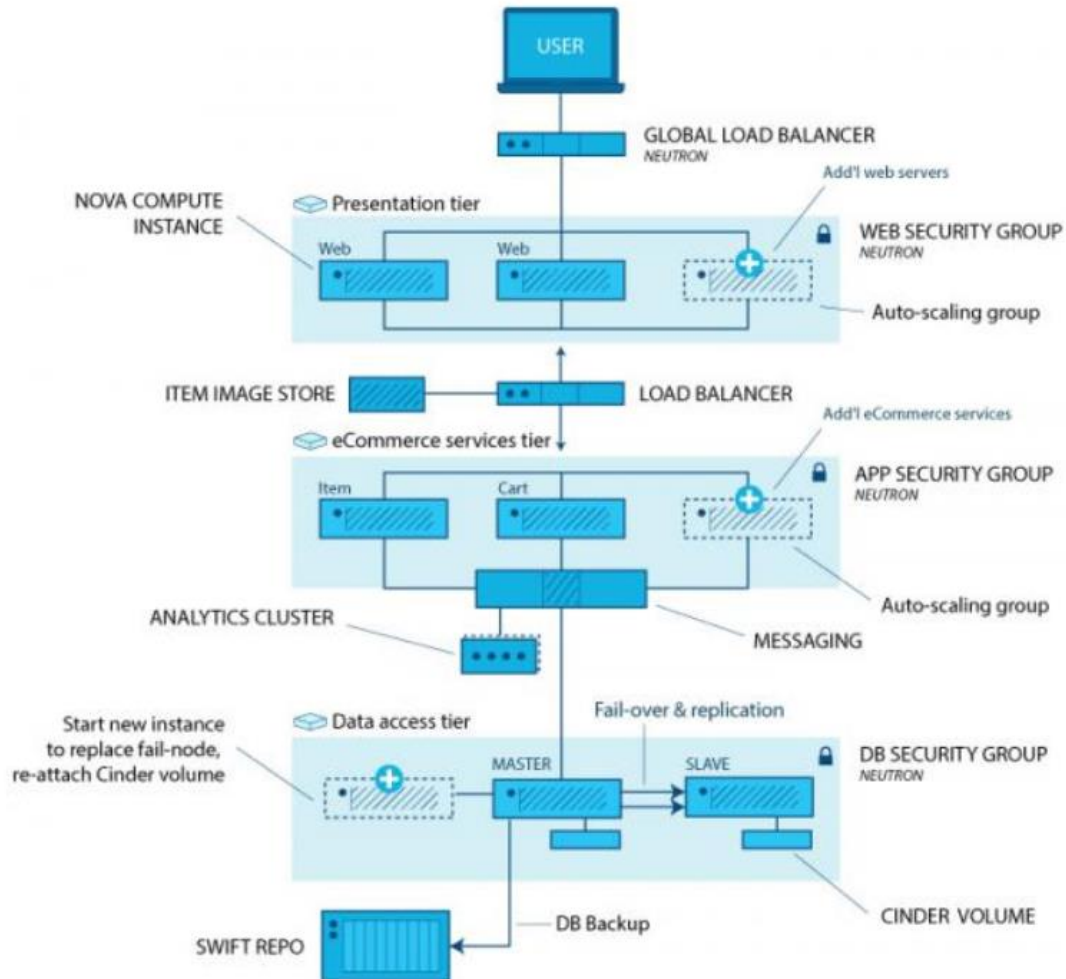 USER
GLOBAL LOAD BALANCER
NEUTRON
Add'l web servers
NOVA COMPUTE
INSTANCE
Presentation tier
WEB SECURITY GROUP
NEUTRON
Web
Web
Auto-scaling group
ITEM IMAGE STORE
LOAD BALANCER
Add'l eCommerce services
eCommerce services tier
APP SECURITY GROUP
NEUTRON
Item
Cart
Auto-scaling group
ANALYTICS CLUSTER
MESSAGING
Start new instance
to replace fail-node,
re-attach Cinder volume
Data access tier
Fail-over & replication
DB SECURITY GROUP
NEUTRON
MASTER
SLAVE
CINDER VOLUME
DB Backup
SWIFT REPO